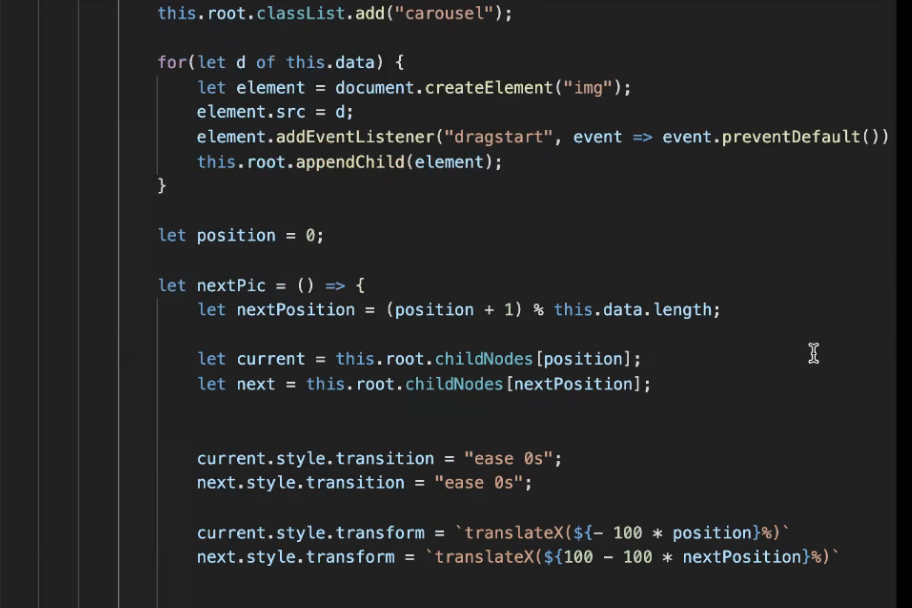 this.root.classList.add("carousel");
for(let d of this.data) {
let element = document.createElement("img");
element.src = d;
element.addEventListener("dragstart", event => event.preventDefault())
this.root.appendChild(element);
}
let position = 0;
let nextPic = () => {
let nextPosition = (position + 1) % this.data.length;
let current = this.root.childNodes[position];
let next = this.root.childNodes[nextPosition];
current.style.transition = "ease 0s";
next.style.transition = "ease 0s";
current.style.transform = `translateX(${- 100 * position}%)`
next.style.transform = `translateX(${100 - 100 * nextPosition}%)`